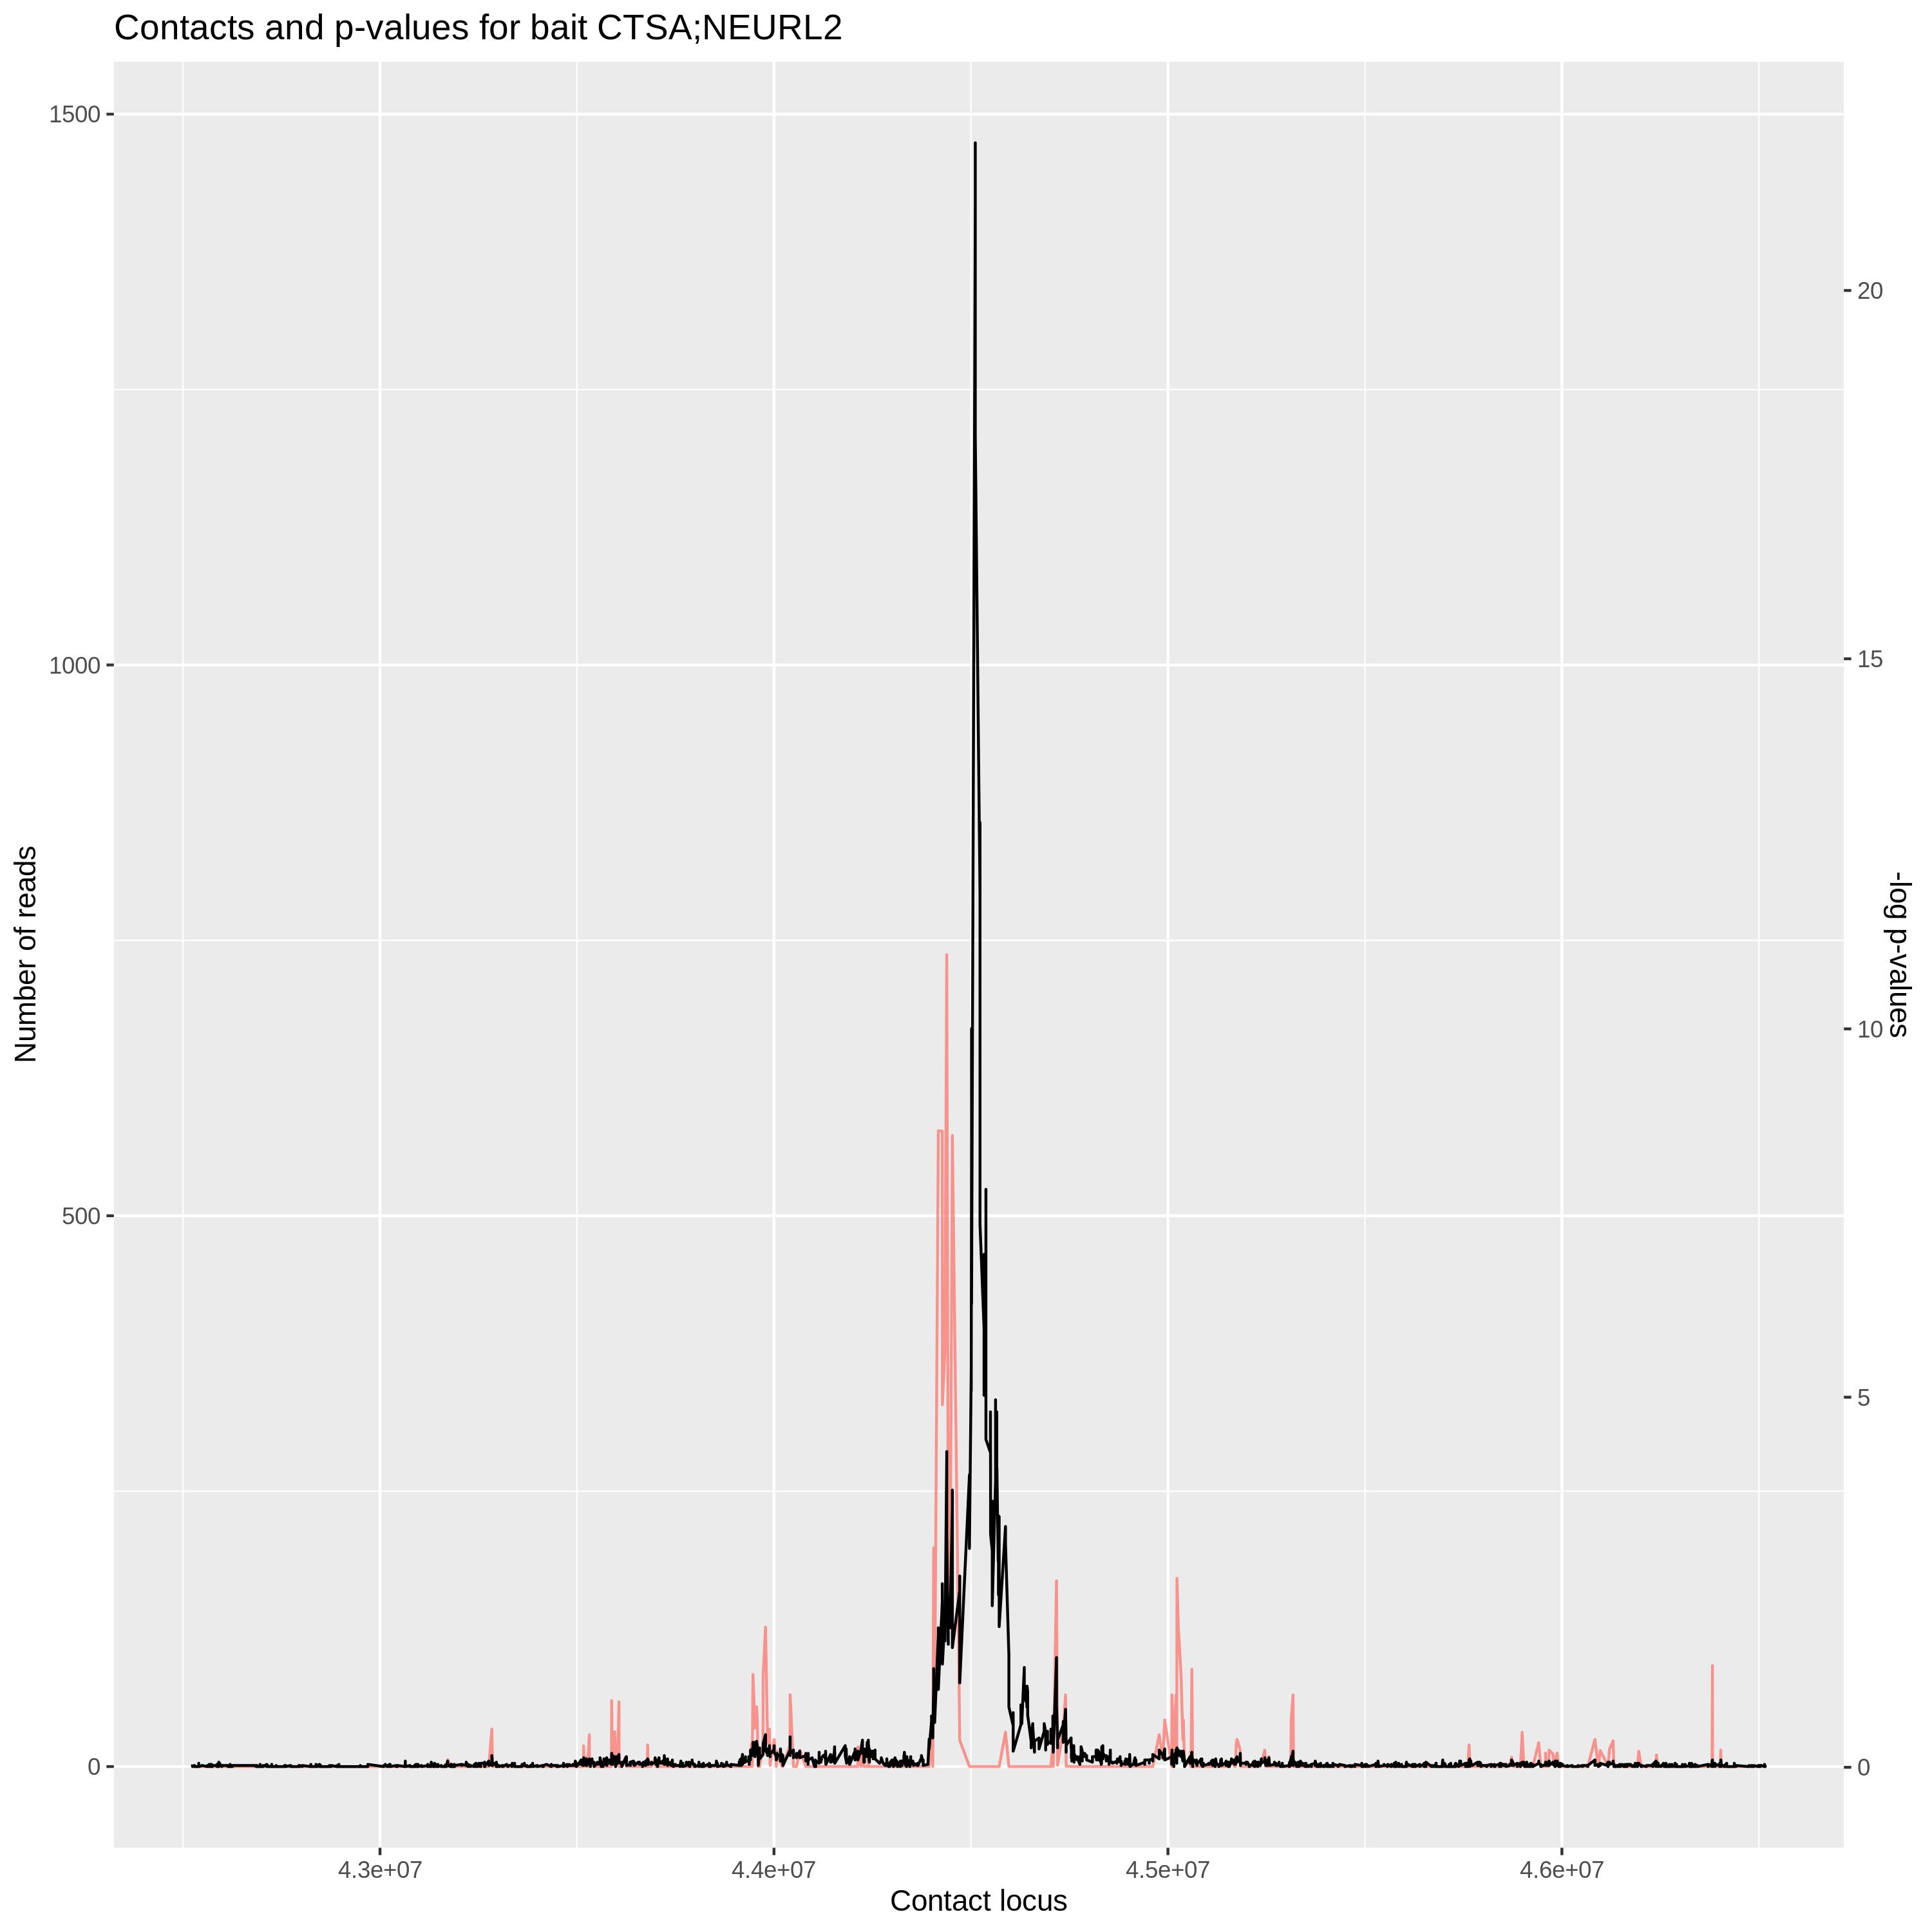 Contacts and p-values for bait CTSA;NEURL2
1500
1000
500
0
Number of reads
20
15
10
5
0
-log p-values
4.3e+07
4.4e+07
4.5e+07
4.6e+07
Contact locus